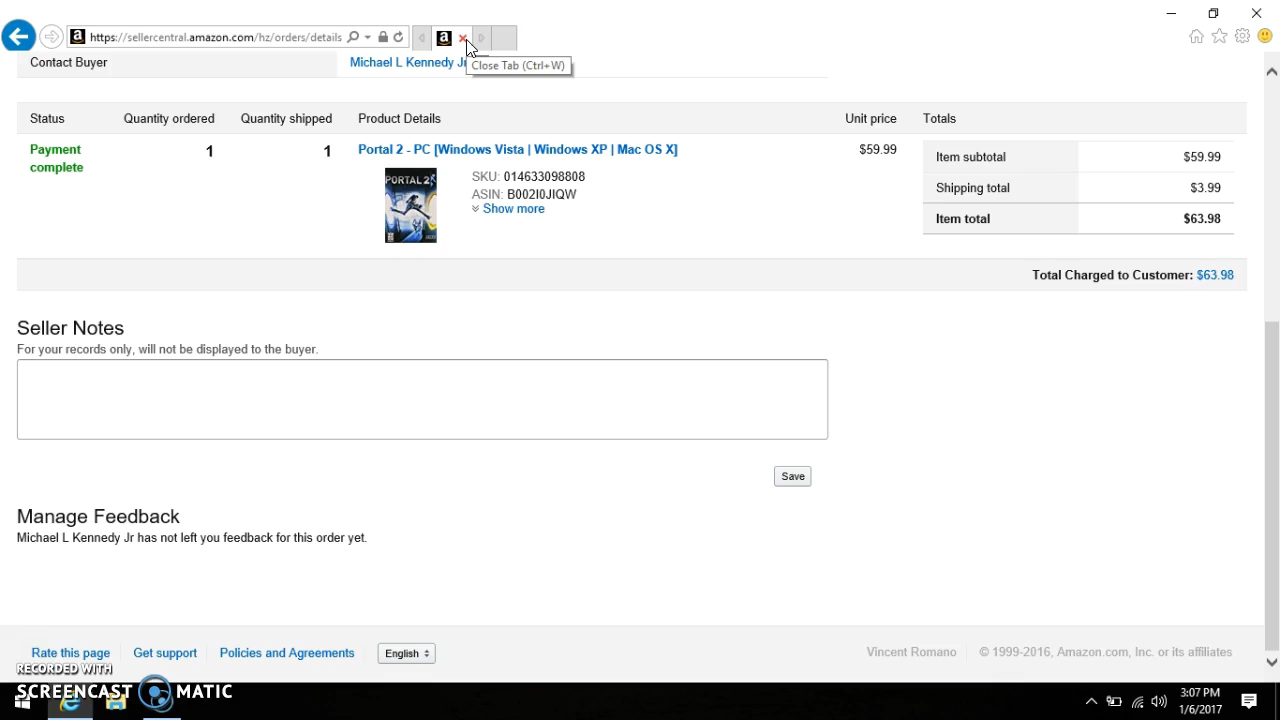 https://sellercentral.amazon.com/hz/orders/details
Close Tab (Ctrl+W)
Contact Buyer
Michael L Kennedy Jr
Status
Quantity ordered
Quantity shipped
Product Details
Unit price
Totals
Payment complete
1
1
Portal 2 - PC [Windows Vista | Windows XP | Mac OS X]
$59.99
Item subtotal
$59.99
PORTAL 2
SKU: 014633098808
ASIN: B002I0JIQW
Show more
Shipping total
$3.99
Item total
$63.98
Total Charged to Customer: $63.98
Seller Notes
For your records only, will not be displayed to the buyer.
Save
Manage Feedback
Michael L Kennedy Jr has not left you feedback for this order yet.
Rate this page
Get support
Policies and Agreements
English
Vincent Romano
© 1999-2016, Amazon.com, Inc. or its affiliates
RECORDED WITH
SCREENCAST MATIC
3:07 PM
1/6/2017